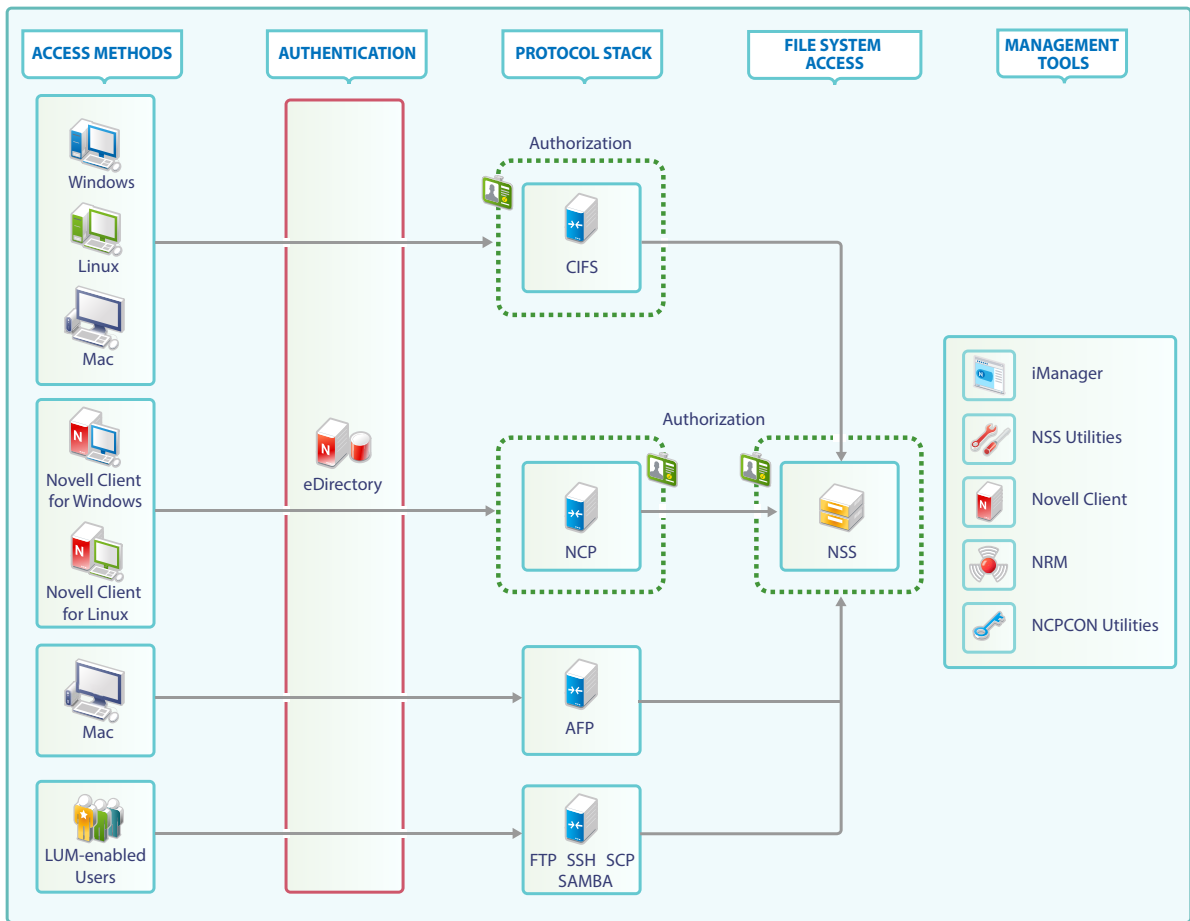 ACCESS METHODS
AUTHENTICATION
PROTOCOL STACK
FILE SYSTEM
ACCESS
MANAGEMENT
TOOLS
Windows
Linux
Mac
Novell Client
for Windows
Novell Client
for Linux
Mac
LUM-enabled
Users
N
eDirectory
N
N
Authorization
CIFS
Authorization
NCP
NSS
AFP
FTP SSH SCP
SAMBA
iManager
NSS Utilities
N
Novell Client
NRM
NCPCON Utilities